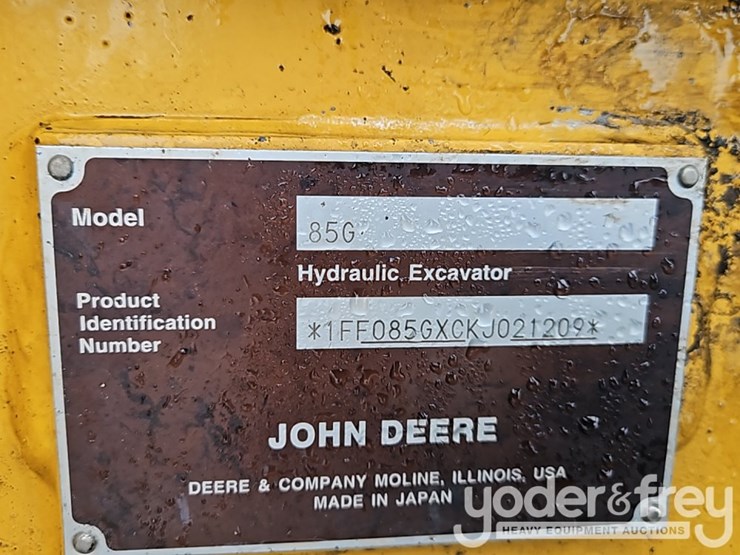 Model
85G
Hydraulic Excavator
Product
Identification
Number
*1FF085GXCKJ021209*
JOHN DEERE
DEERE & COMPANY MOLINE, ILLINOIS, USA
MADE IN JAPAN
yoder&frey
HEAVY EQUIPMENT AUCTIONS